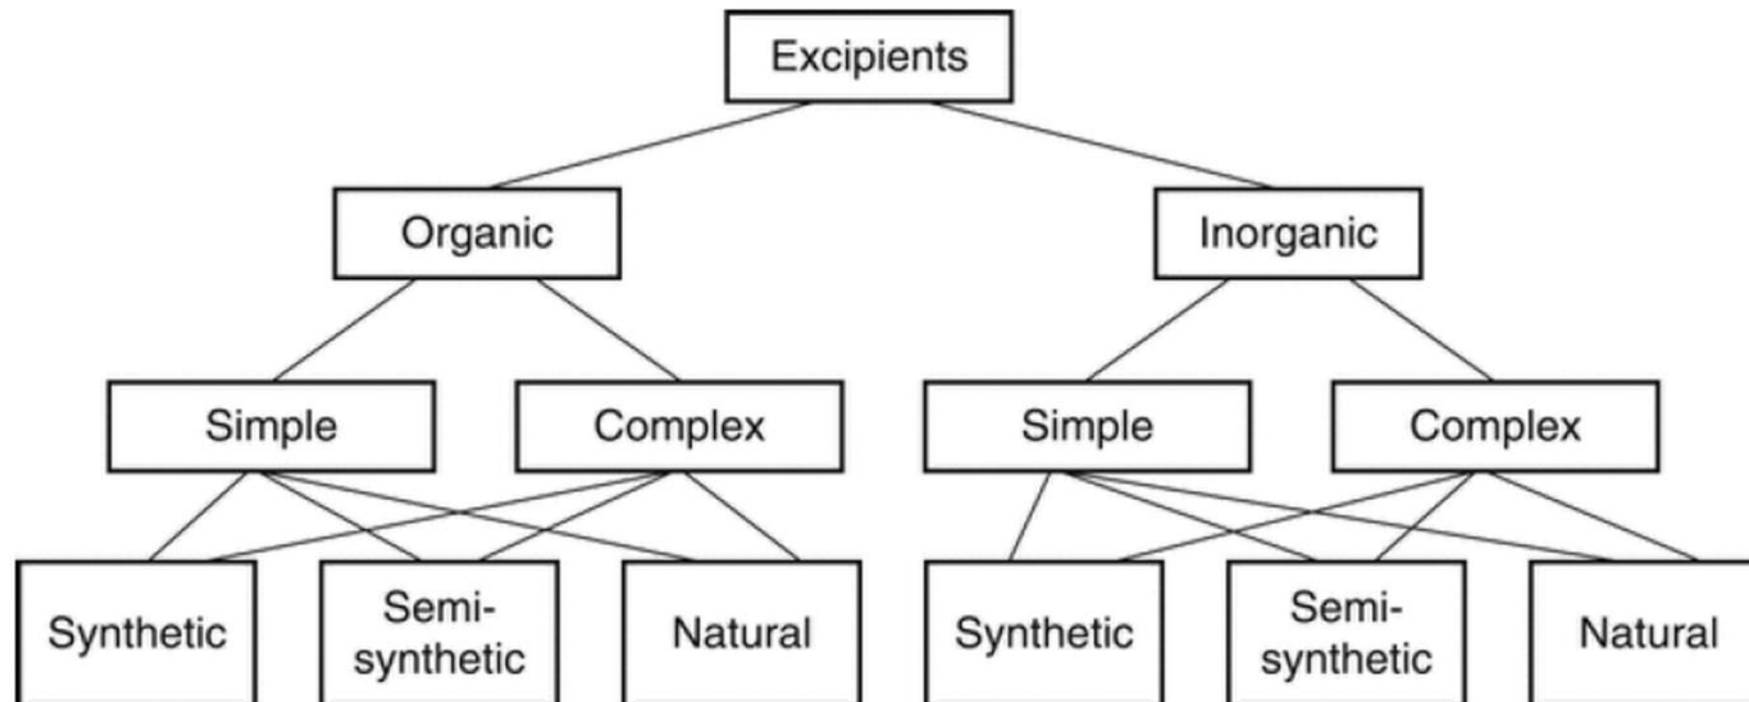 Excipients
Organic
Inorganic
Simple
Complex
Simple
Complex
Synthetic
Semi-
synthetic
Natural
Synthetic
Semi-
synthetic
Natural